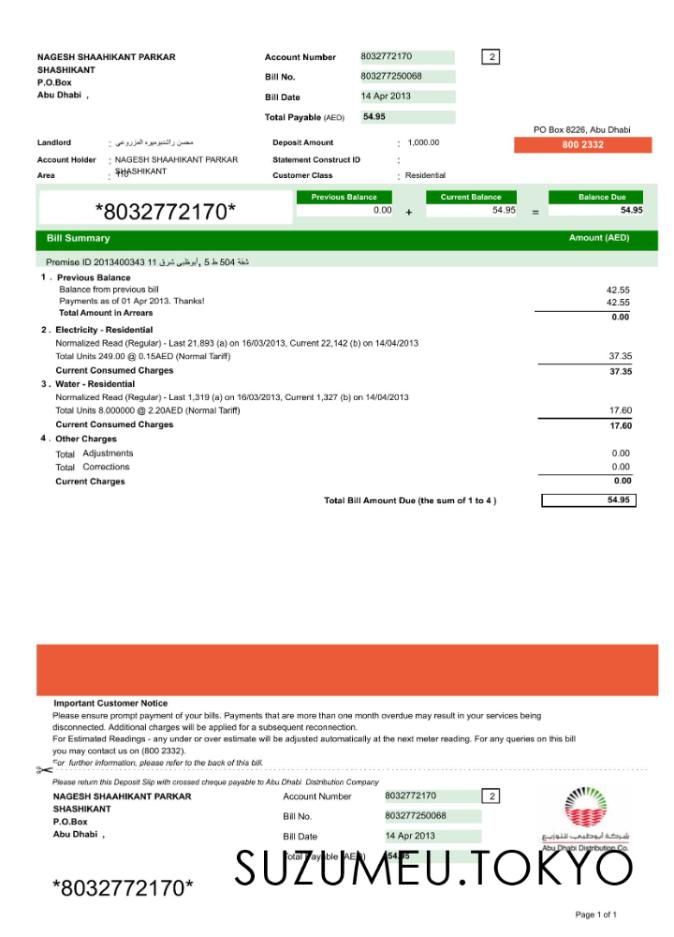 NAGESH SHAAHIKANT PARKAR
SHASHIKANT
P.O.Box
Abu Dhabi ,
Account Number 8032772170 2
Bill No. 803277250068
Bill Date 14 Apr 2013
Total Payable (AED) 54.95
PO Box 8226, Abu Dhabi
800 2332
Landlord : محسن راشدبوميره المزروعي
Account Holder : NAGESH SHAAHIKANT PARKAR
SHASHIKANT
Area :
Deposit Amount : 1,000.00
Statement Construct ID :
Customer Class : Residential
*8032772170*
Previous Balance Current Balance Balance Due
0.00 + 54.95 = 54.95
Bill Summary Amount (AED)
Premise ID 2013400343 شقة 504 ط 5 ,أبوظبي شرق 11
1 . Previous Balance
Balance from previous bill 42.55
Payments as of 01 Apr 2013. Thanks! 42.55
Total Amount in Arrears 0.00
2 . Electricity - Residential
Normalized Read (Regular) - Last 21,893 (a) on 16/03/2013, Current 22,142 (b) on 14/04/2013
Total Units 249.00 @ 0.15AED (Normal Tariff) 37.35
Current Consumed Charges 37.35
3 . Water - Residential
Normalized Read (Regular) - Last 1,319 (a) on 16/03/2013, Current 1,327 (b) on 14/04/2013
Total Units 8.000000 @ 2.20AED (Normal Tariff) 17.60
Current Consumed Charges 17.60
4 . Other Charges
Total Adjustments 0.00
Total Corrections 0.00
Current Charges 0.00
Total Bill Amount Due (the sum of 1 to 4 ) 54.95
Important Customer Notice
Please ensure prompt payment of your bills. Payments that are more than one month overdue may result in your services being
disconnected. Additional charges will be applied for a subsequent reconnection.
For Estimated Readings - any under or over estimate will be adjusted automatically at the next meter reading. For any queries on this bill
you may contact us on (800 2332).
For further information, please refer to the back of this bill.
Please return this Deposit Slip with crossed cheque payable to Abu Dhabi Distribution Company
NAGESH SHAAHIKANT PARKAR
SHASHIKANT
P.O.Box
Abu Dhabi ,
Account Number 8032772170 2
Bill No. 803277250068
Bill Date 14 Apr 2013
Total Payable (AED) 54.95
شركة أبوظبي للتوزيع
Abu Dhabi Distribution Co.
SUZUMEU.TOKYO
*8032772170*
Page 1 of 1